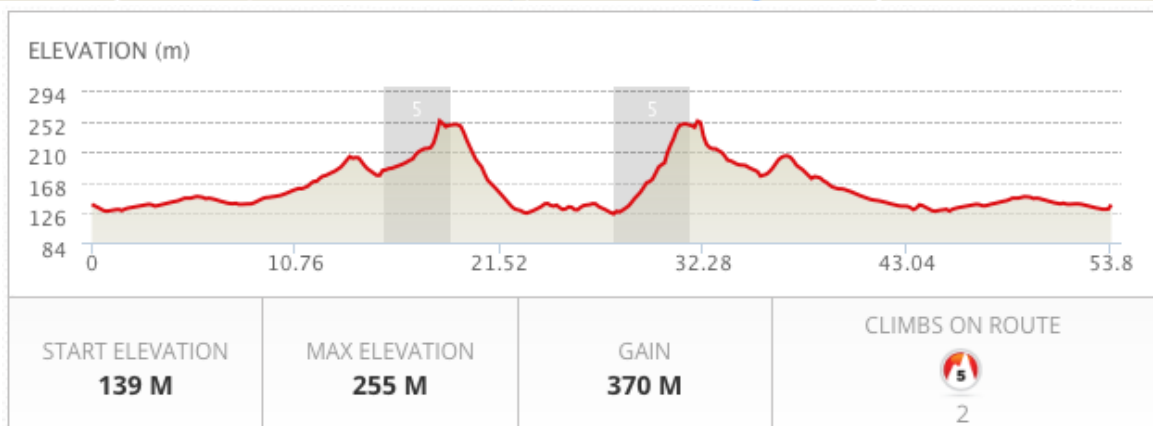 ELEVATION (m)
294
252
210
168
126
84
5
5
0
10.76
21.52
32.28
43.04
53.8
START ELEVATION
139 M
MAX ELEVATION
255 M
GAIN
370 M
CLIMBS ON ROUTE
5
2